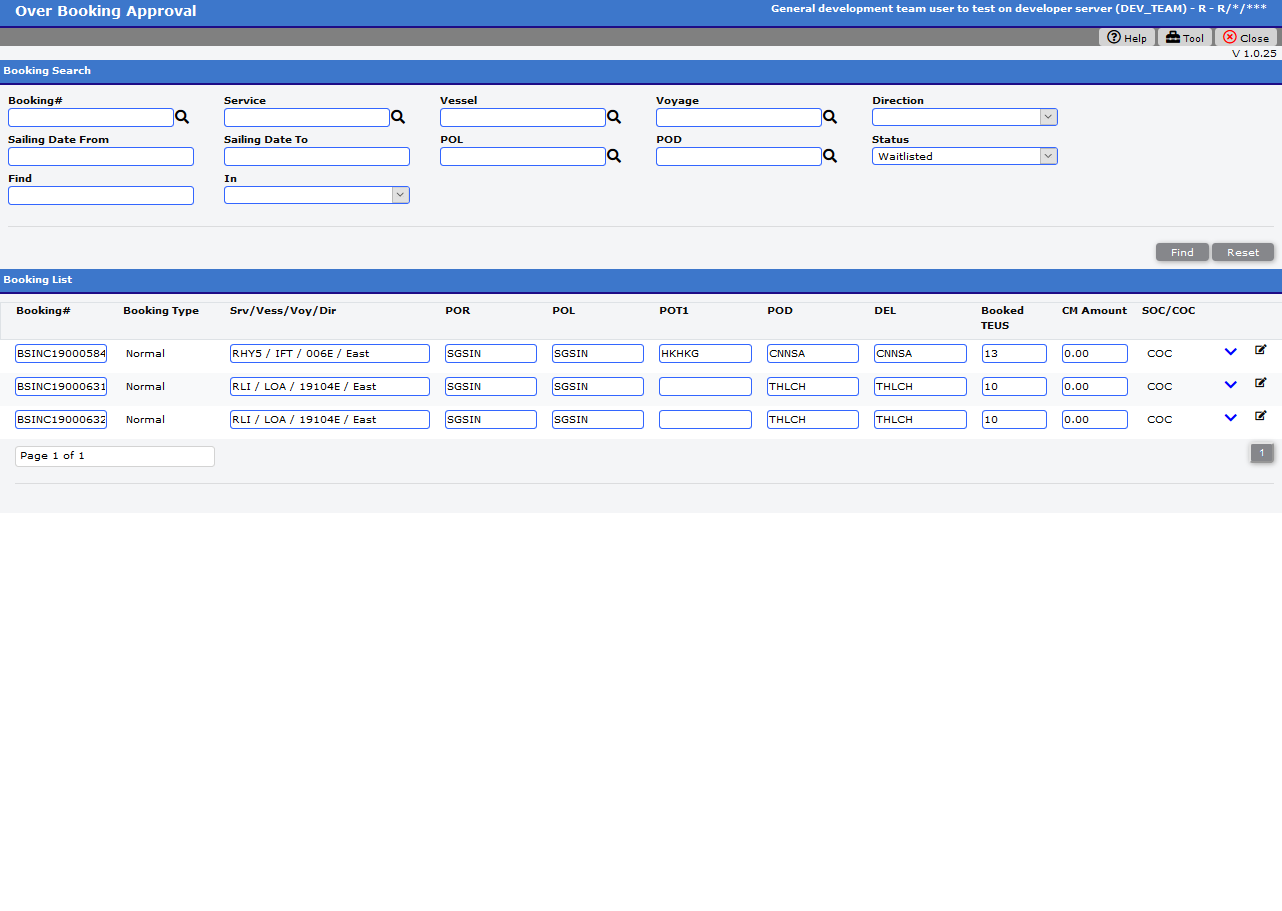 Over Booking Approval
General development team user to test on developer server (DEV_TEAM) - R - R/*/***
Help Tool Close
V 1.0.25
Booking Search
Booking# Service Vessel Voyage Direction
Sailing Date From Sailing Date To POL POD Status
Waitlisted
Find In
Find Reset
Booking List
Booking# Booking Type Srv/Vess/Voy/Dir POR POL POT1 POD DEL Booked TEUS CM Amount SOC/COC
BSINC19000584 Normal RHY5 / IFT / 006E / East SGSIN SGSIN HKHKG CNNSA CNNSA 13 0.00 COC
BSINC19000631 Normal RLI / LOA / 19104E / East SGSIN SGSIN THLCH THLCH 10 0.00 COC
BSINC19000632 Normal RLI / LOA / 19104E / East SGSIN SGSIN THLCH THLCH 10 0.00 COC
Page 1 of 1
1